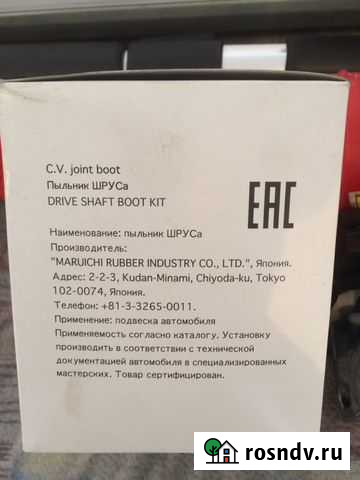 C.V. joint boot
Пыльник ШРУСа
DRIVE SHAFT BOOT KIT
EAC
Наименование: пыльник ШРУСа
Производитель:
"MARUICHI RUBBER INDUSTRY CO., LTD.", Япония.
Адрес: 2-2-3, Kudan-Minami, Chiyoda-ku, Tokyo
102-0074, Япония.
Телефон: +81-3-3265-0011.
Применение: подвеска автомобиля
Применяемость согласно каталогу. Установку
производить в соответствии с технической
документацией автомобиля в специализированных
мастерских. Товар сертифицирован.
rosndv.ru